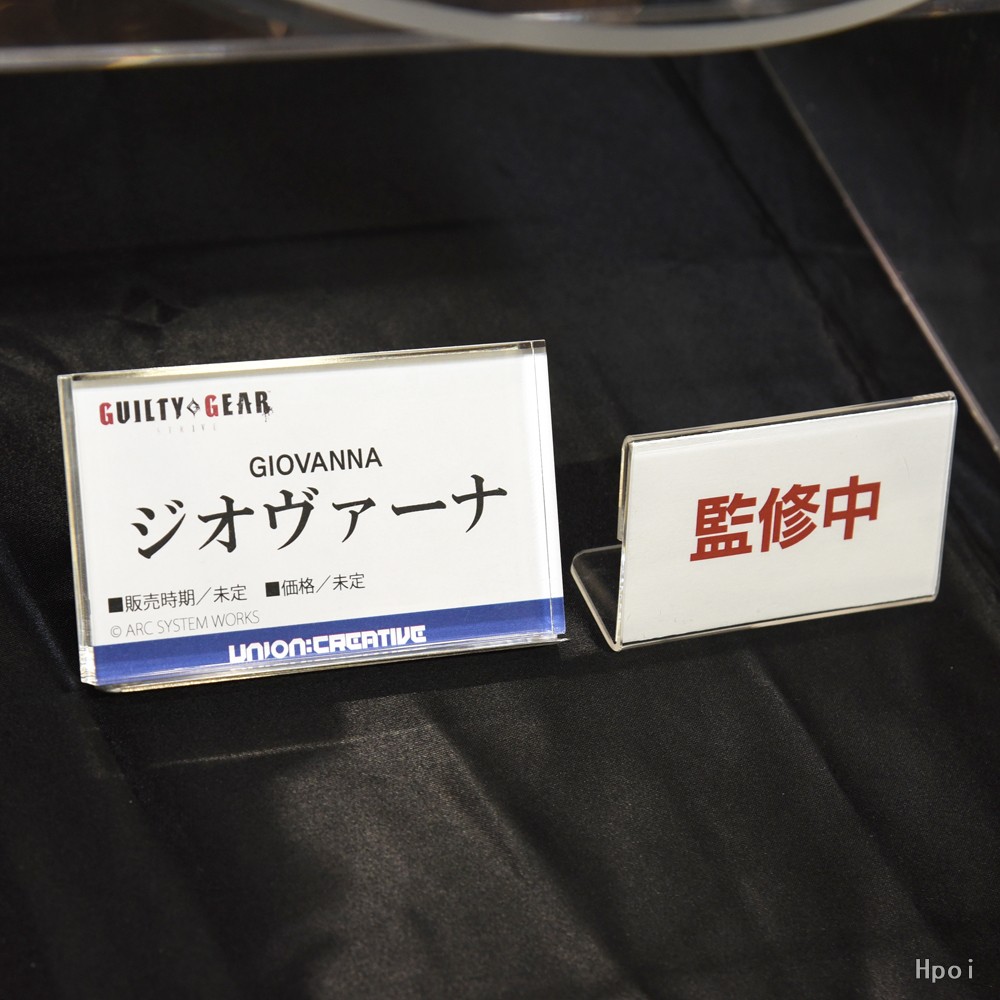 GUILTY GEAR
GIOVANNA
ジオヴァーナ
■販売時期／未定 ■価格／未定
© ARC SYSTEM WORKS
UNION:CREATIVE
監修中
Hpoi